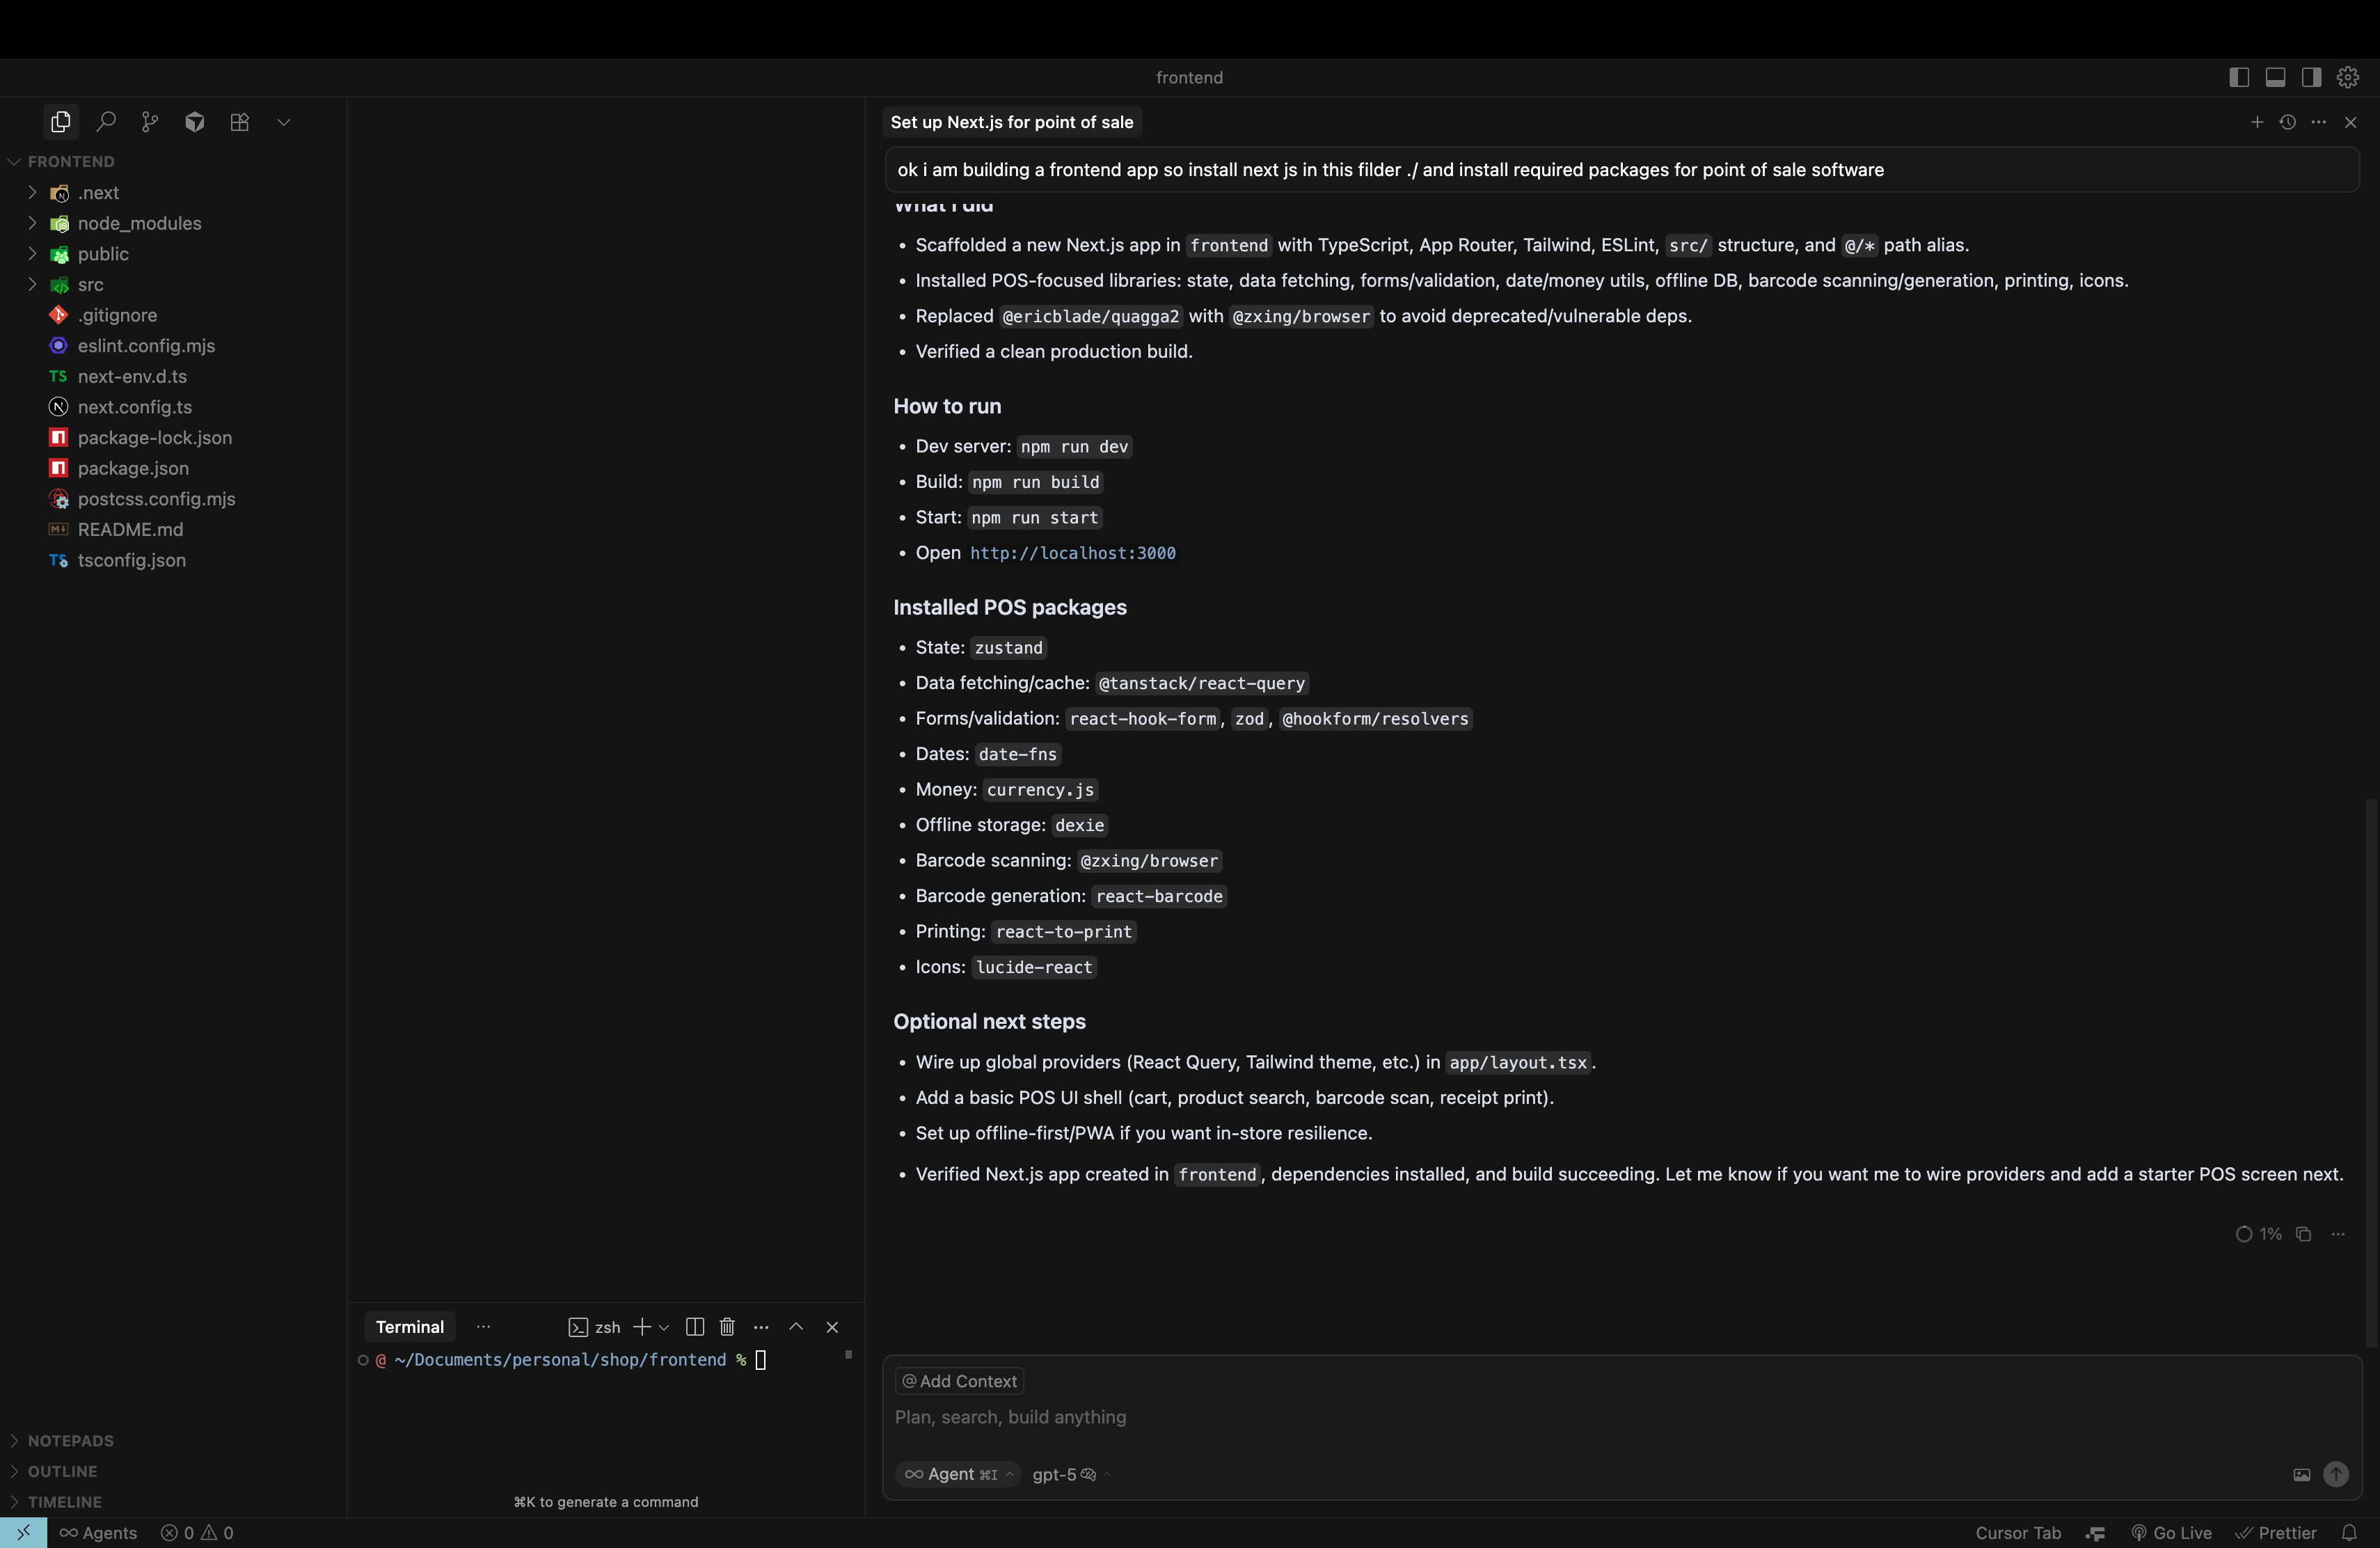 frontend
FRONTEND
.next
node_modules
public
src
.gitignore
eslint.config.mjs
next-env.d.ts
next.config.ts
package-lock.json
package.json
postcss.config.mjs
README.md
tsconfig.json
NOTEPADS
OUTLINE
TIMELINE
Terminal
zsh
@ ~/Documents/personal/shop/frontend %
⌘K to generate a command
Set up Next.js for point of sale
ok i am building a frontend app so install next js in this filder ./ and install required packages for point of sale software
What I did
• Scaffolded a new Next.js app in frontend with TypeScript, App Router, Tailwind, ESLint, src/ structure, and @/* path alias.
• Installed POS-focused libraries: state, data fetching, forms/validation, date/money utils, offline DB, barcode scanning/generation, printing, icons.
• Replaced @ericblade/quagga2 with @zxing/browser to avoid deprecated/vulnerable deps.
• Verified a clean production build.
How to run
• Dev server: npm run dev
• Build: npm run build
• Start: npm run start
• Open http://localhost:3000
Installed POS packages
• State: zustand
• Data fetching/cache: @tanstack/react-query
• Forms/validation: react-hook-form, zod, @hookform/resolvers
• Dates: date-fns
• Money: currency.js
• Offline storage: dexie
• Barcode scanning: @zxing/browser
• Barcode generation: react-barcode
• Printing: react-to-print
• Icons: lucide-react
Optional next steps
• Wire up global providers (React Query, Tailwind theme, etc.) in app/layout.tsx.
• Add a basic POS UI shell (cart, product search, barcode scan, receipt print).
• Set up offline-first/PWA if you want in-store resilience.
• Verified Next.js app created in frontend, dependencies installed, and build succeeding. Let me know if you want me to wire providers and add a starter POS screen next.
1%
@ Add Context
Plan, search, build anything
Agent ⌘I
gpt-5
Agents 0 0
Cursor Tab
Go Live
Prettier